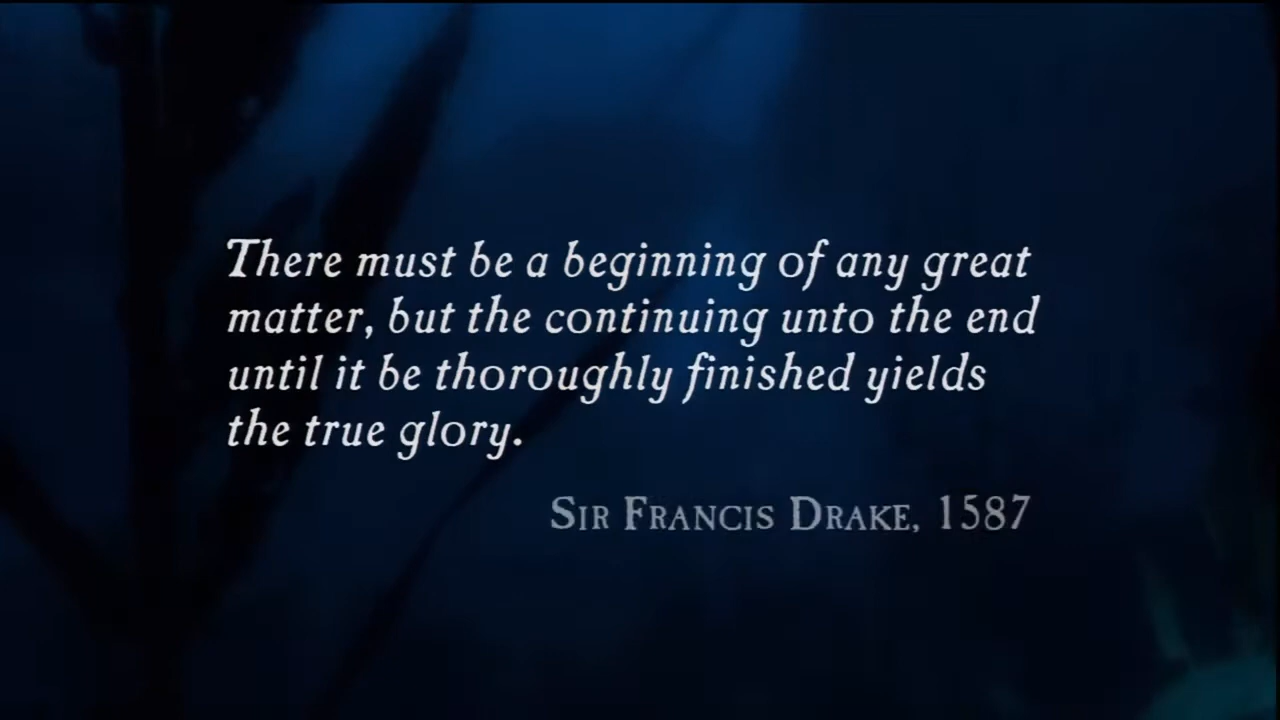 There must be a beginning of any great
matter, but the continuing unto the end
until it be thoroughly finished yields
the true glory.
Sir Francis Drake, 1587